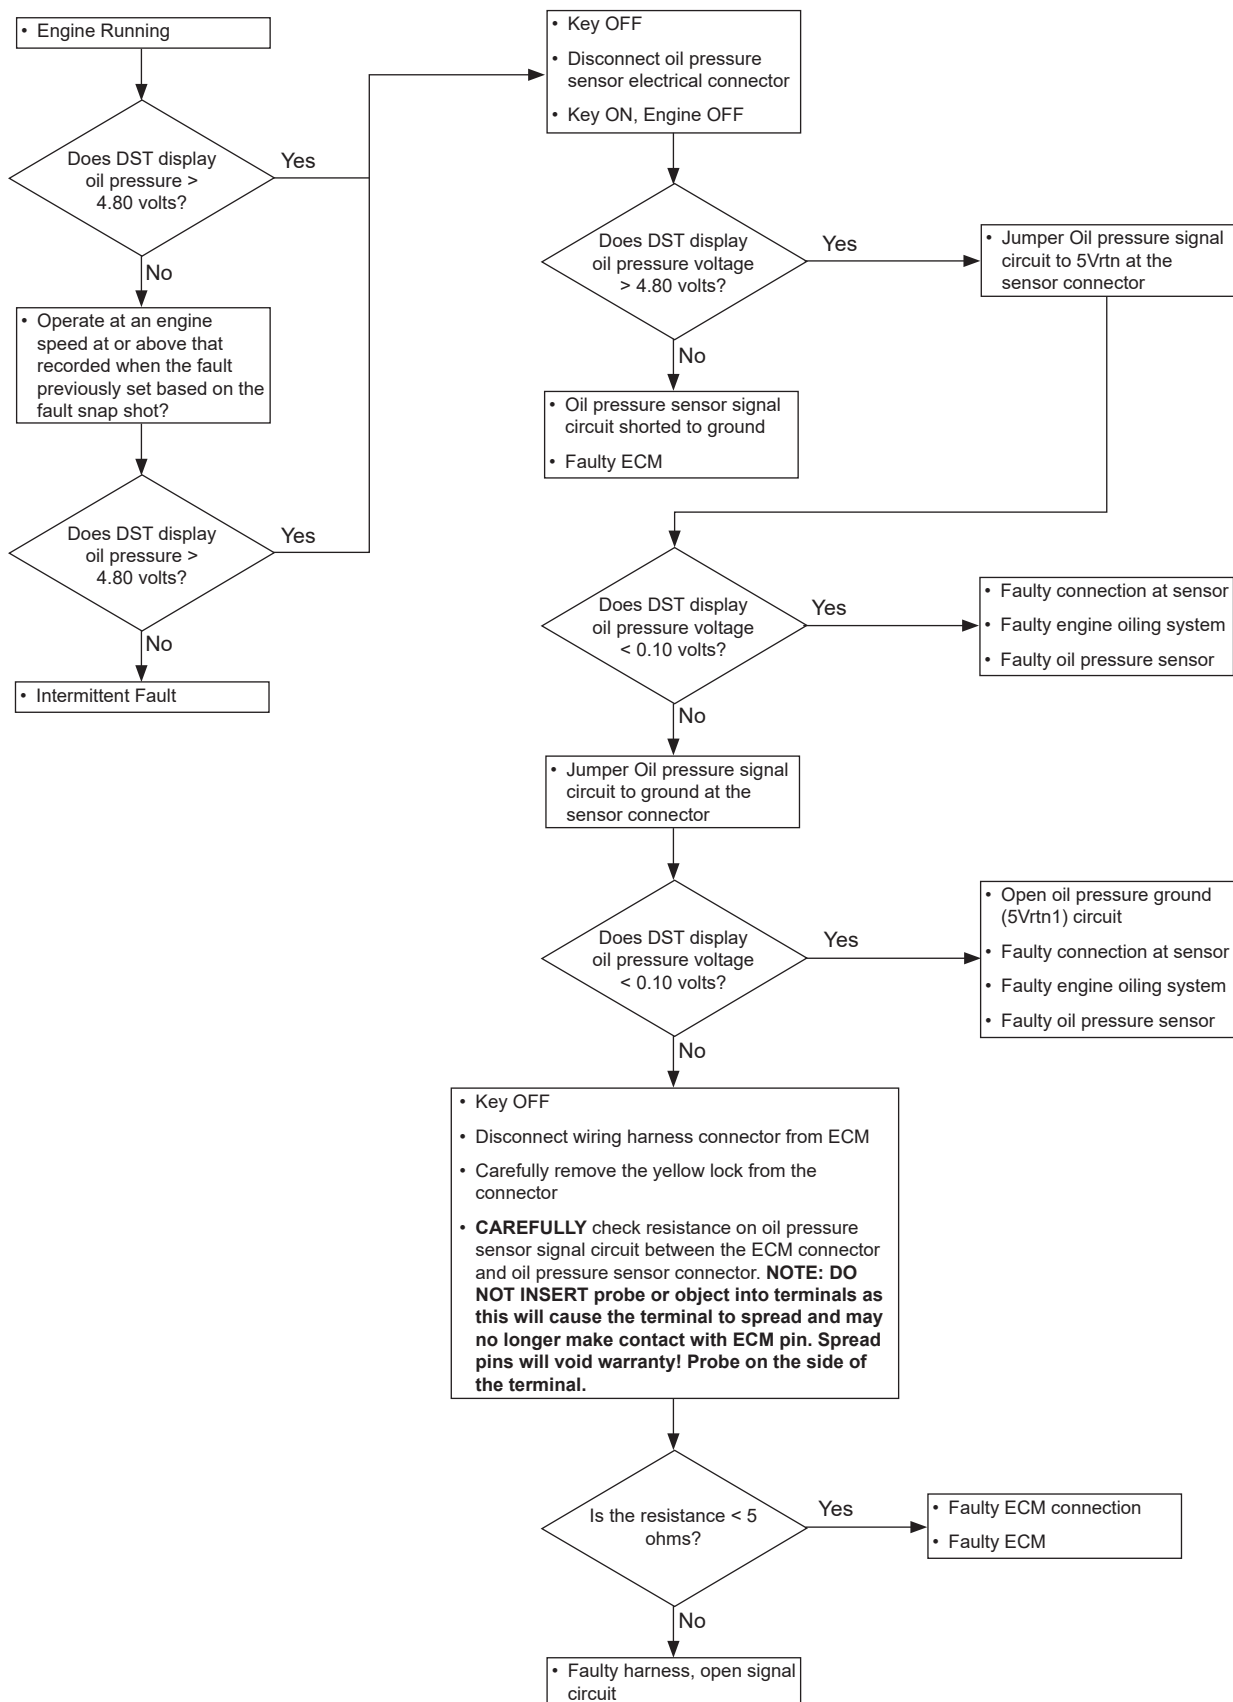 • Engine Running
Does DST display
oil pressure >
4.80 volts?
Yes
No
• Operate at an engine
speed at or above that
recorded when the fault
previously set based on the
fault snap shot?
Does DST display
oil pressure >
4.80 volts?
Yes
No
• Intermittent Fault
• Key OFF
• Disconnect oil pressure
sensor electrical connector
• Key ON, Engine OFF
Does DST display
oil pressure voltage
> 4.80 volts?
Yes
• Jumper Oil pressure signal
circuit to 5Vrtn at the
sensor connector
No
• Oil pressure sensor signal
circuit shorted to ground
• Faulty ECM
Does DST display
oil pressure voltage
< 0.10 volts?
Yes
• Faulty connection at sensor
• Faulty engine oiling system
• Faulty oil pressure sensor
No
• Jumper Oil pressure signal
circuit to ground at the
sensor connector
Does DST display
oil pressure voltage
< 0.10 volts?
Yes
• Open oil pressure ground
(5Vrtn1) circuit
• Faulty connection at sensor
• Faulty engine oiling system
• Faulty oil pressure sensor
No
• Key OFF
• Disconnect wiring harness connector from ECM
• Carefully remove the yellow lock from the
connector
• CAREFULLY check resistance on oil pressure
sensor signal circuit between the ECM connector
and oil pressure sensor connector. NOTE: DO
NOT INSERT probe or object into terminals as
this will cause the terminal to spread and may
no longer make contact with ECM pin. Spread
pins will void warranty! Probe on the side of
the terminal.
Is the resistance < 5
ohms?
Yes
• Faulty ECM connection
• Faulty ECM
No
• Faulty harness, open signal
circuit